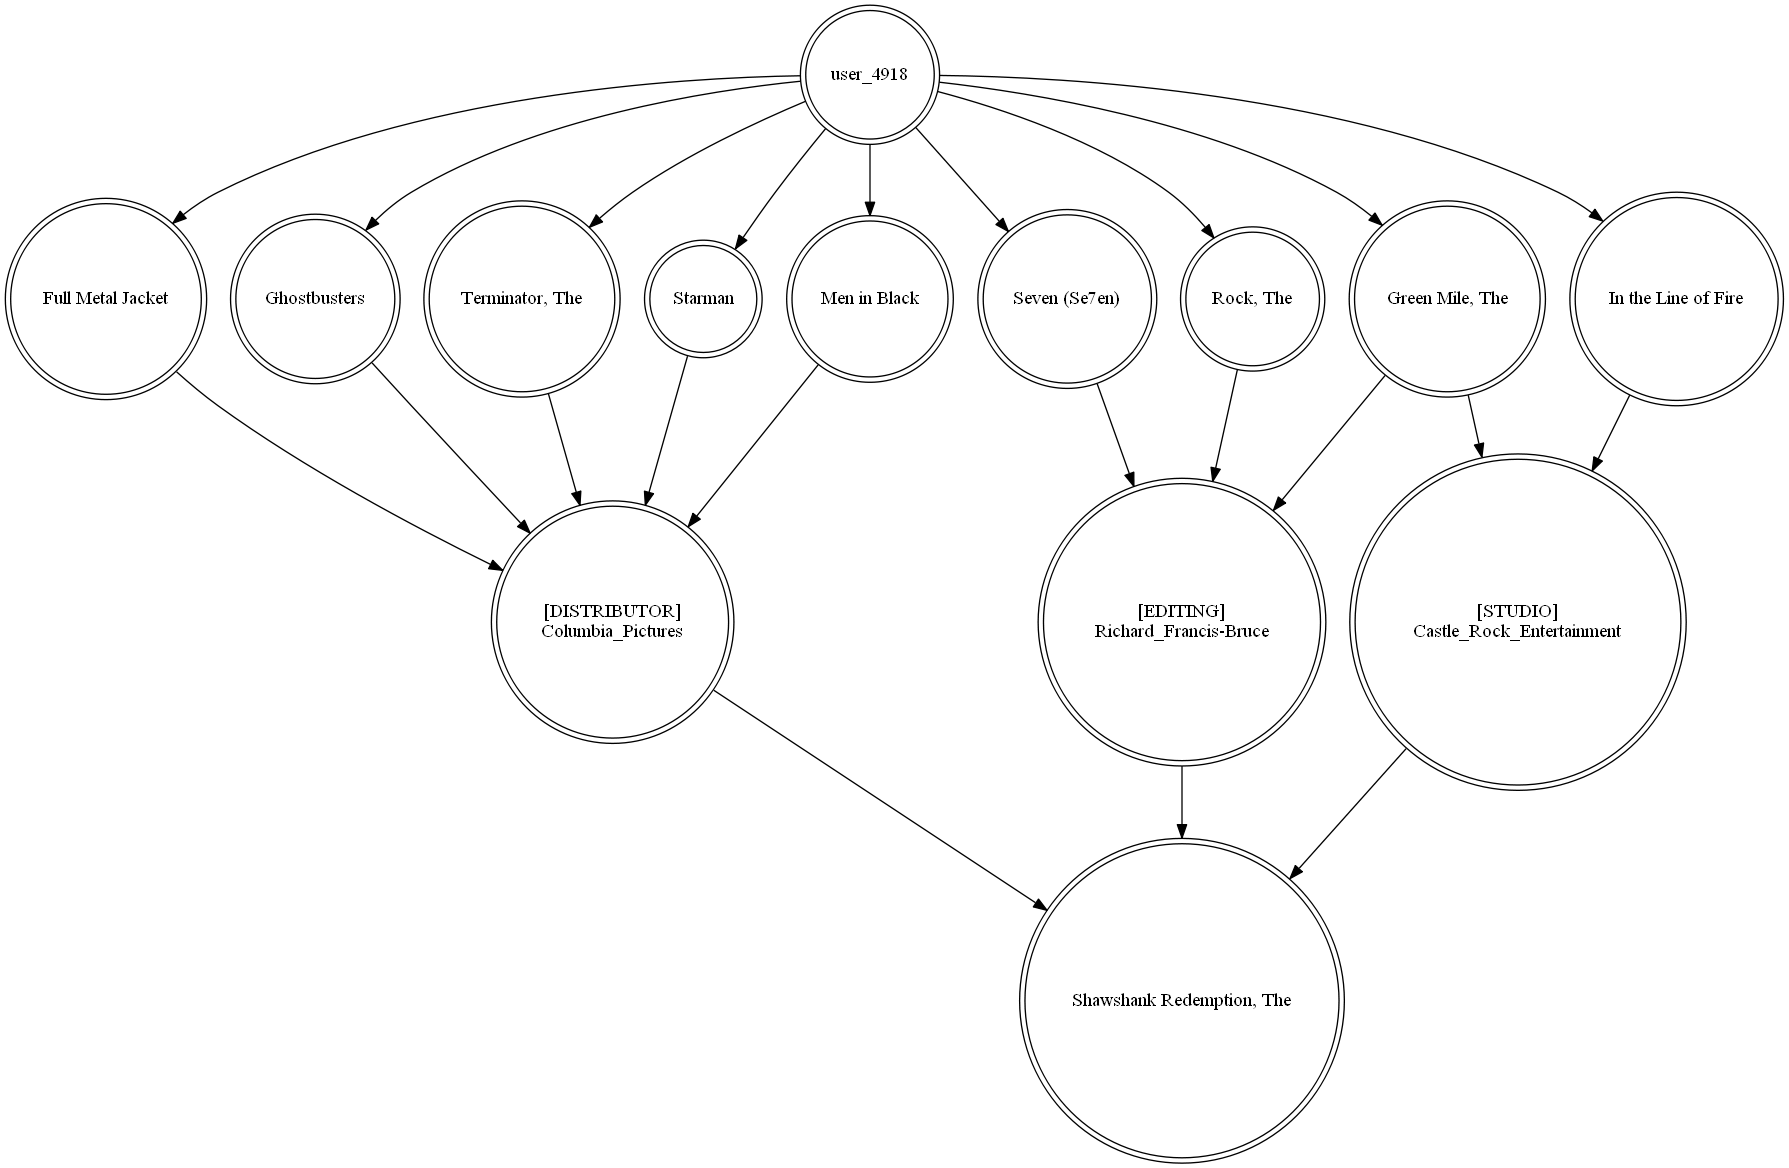 user_4918
Full Metal Jacket
Ghostbusters
Terminator, The
Starman
Men in Black
Seven (Se7en)
Rock, The
Green Mile, The
In the Line of Fire
[DISTRIBUTOR]
Columbia_Pictures
[EDITING]
Richard_Francis-Bruce
[STUDIO]
Castle_Rock_Entertainment
Shawshank Redemption, The